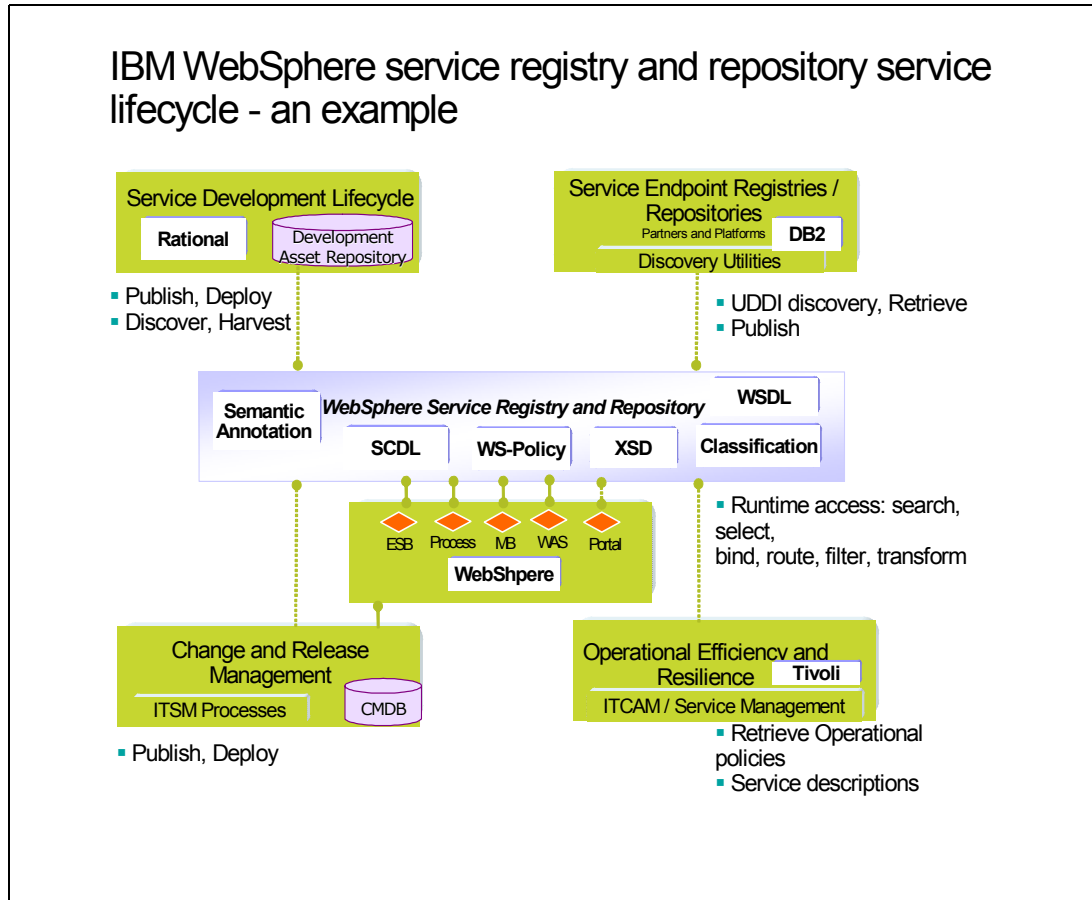 IBM WebSphere service registry and repository service
lifecycle - an example
Service Development Lifecycle
Rational
Development
Asset Repository
Service Endpoint Registries /
Repositories
Partners and Platforms
DB2
Discovery Utilities
▪ Publish, Deploy
▪ Discover, Harvest
▪ UDDI discovery, Retrieve
▪ Publish
Semantic
Annotation
WebSphere Service Registry and Repository
WSDL
SCDL
WS-Policy
XSD
Classification
ESB
Process
MB
WAS
Portal
WebShpere
▪ Runtime access: search,
select,
bind, route, filter, transform
Change and Release
Management
ITSM Processes
CMDB
▪ Publish, Deploy
Operational Efficiency and
Resilience
Tivoli
ITCAM / Service Management
▪ Retrieve Operational
policies
▪ Service descriptions